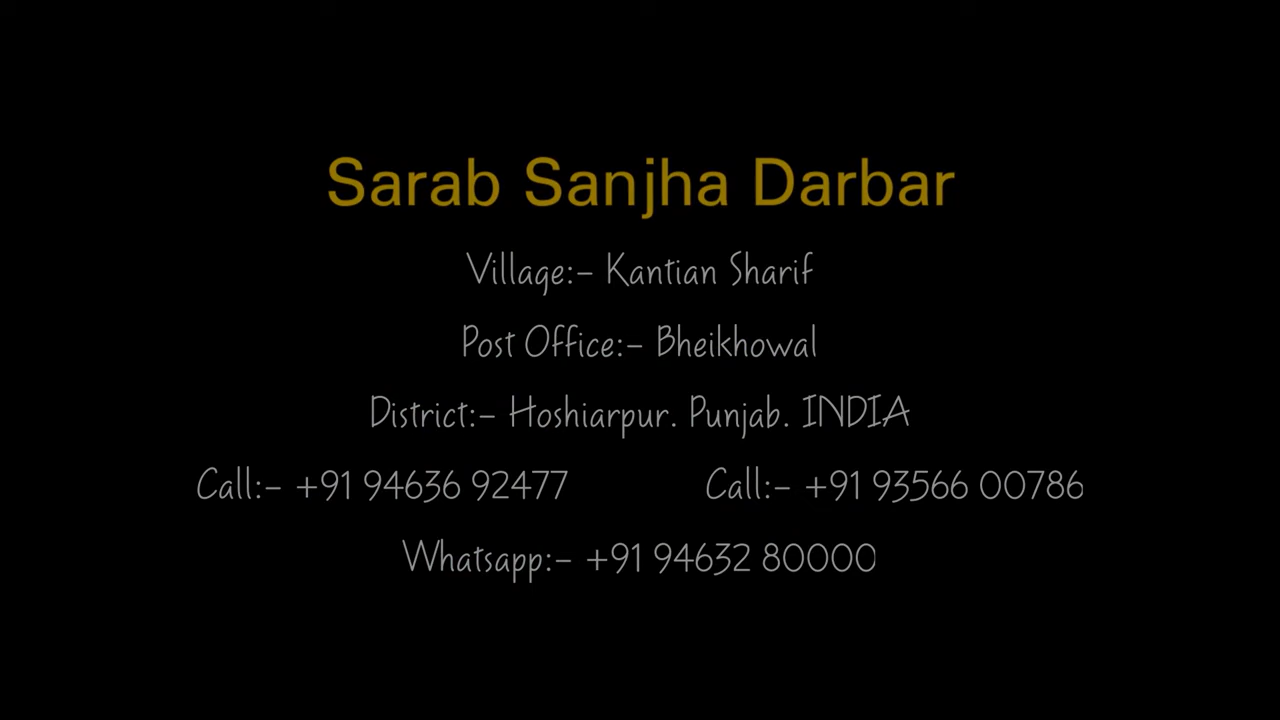 Sarab Sanjha Darbar
Village:- Kantian Sharif
Post Office:- Bheikhowal
District:- Hoshiarpur. Punjab. INDIA
Call:- +91 94636 92477 Call:- +91 93566 00786
Whatsapp:- +91 94632 80000